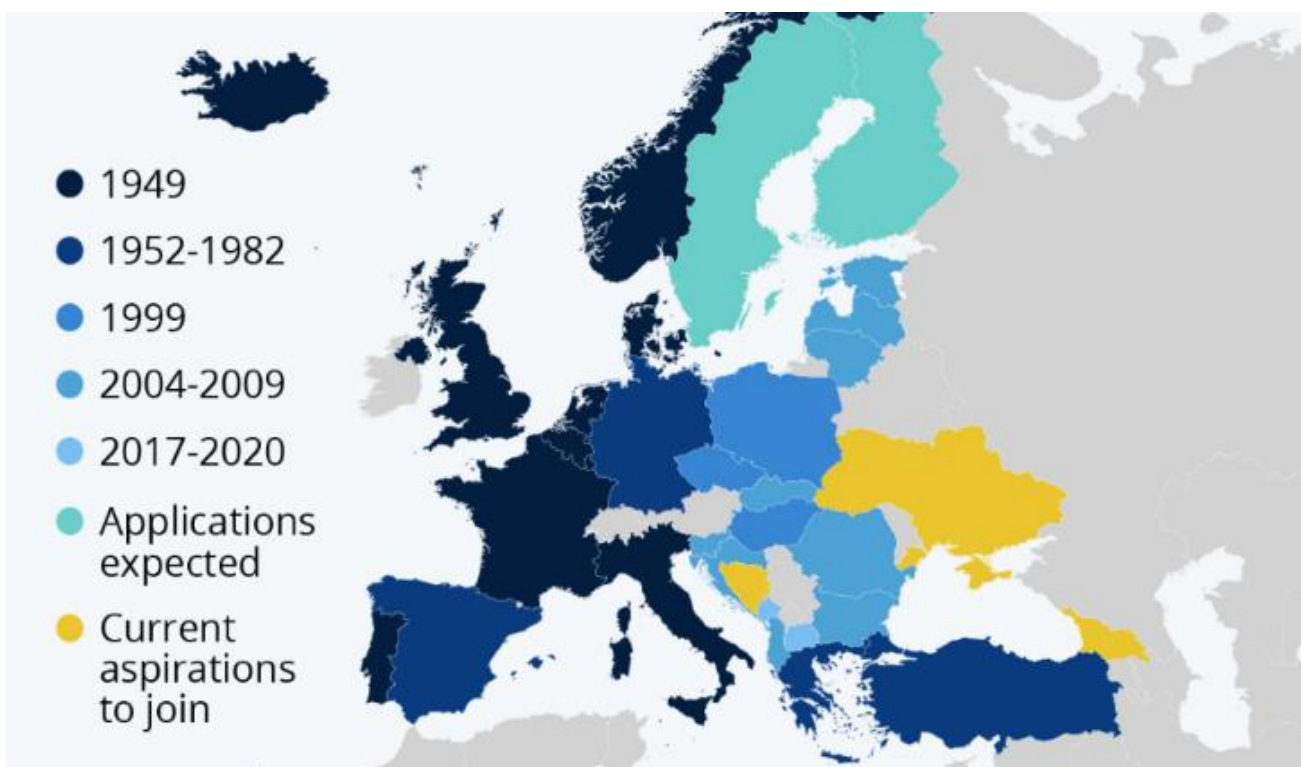 1949
1952-1982
1999
2004-2009
2017-2020
Applications
expected
Current
aspirations
to join